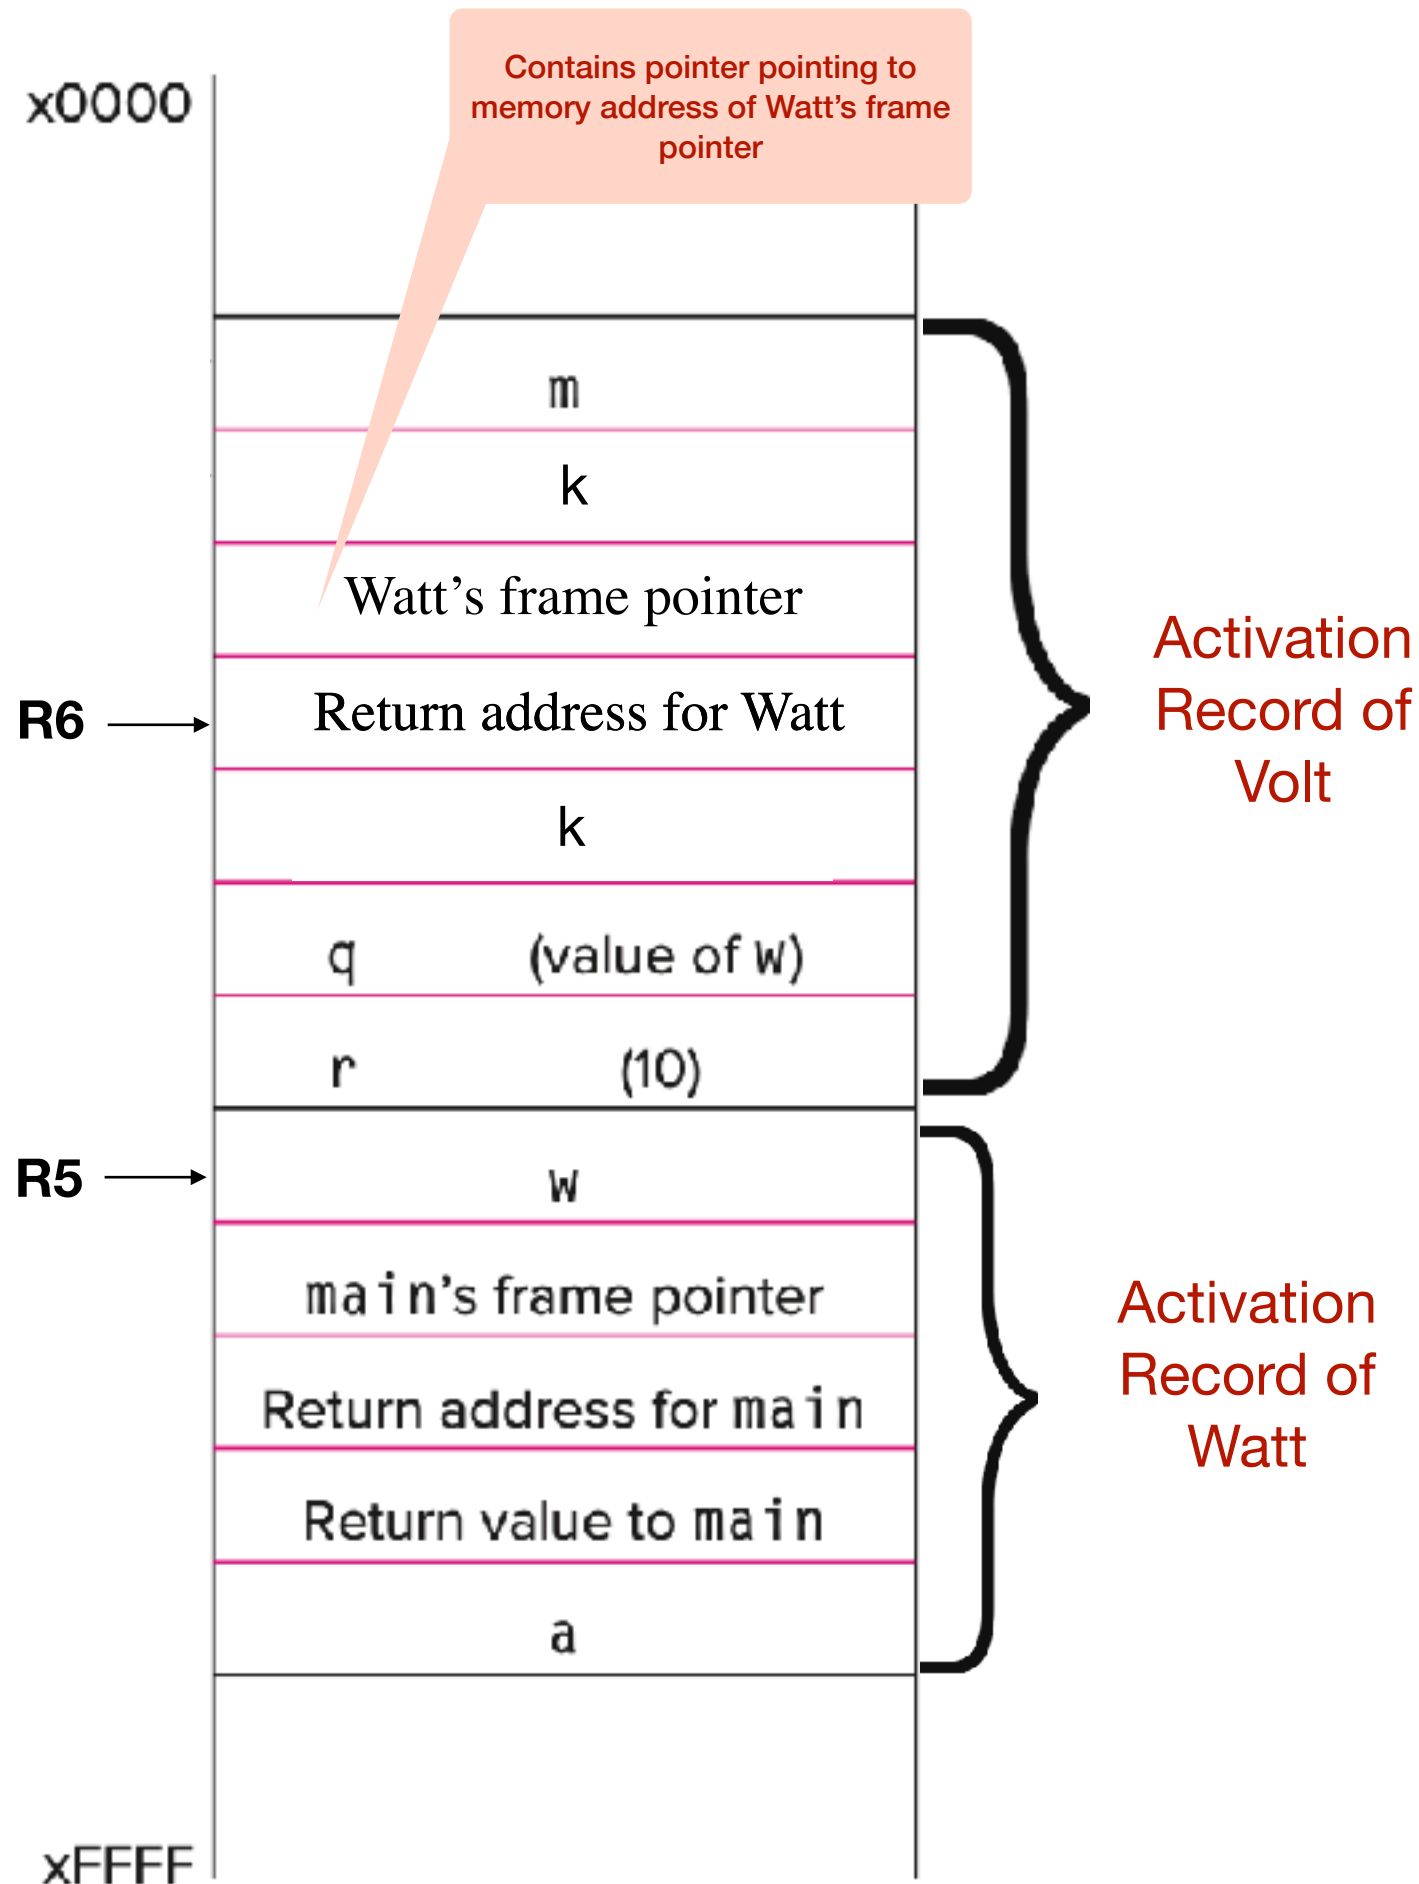 Contains pointer pointing to
memory address of Watt’s frame
pointer
x0000
m
k
Watt’s frame pointer
R6
Return address for Watt
k
q (value of w)
r (10)
Activation
Record of
Volt
R5
w
main’s frame pointer
Return address for main
Return value to main
a
Activation
Record of
Watt
xFFFF